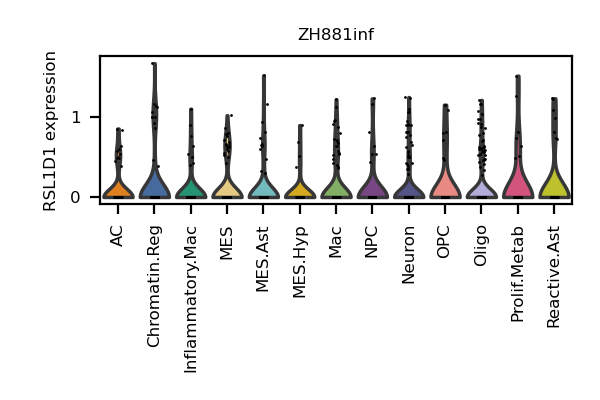 ZH881inf
RSL1D1 expression
1
0
AC
Chromatin.Reg
Inflammatory.Mac
MES
MES.Ast
MES.Hyp
Mac
NPC
Neuron
OPC
Oligo
Prolif.Metab
Reactive.Ast